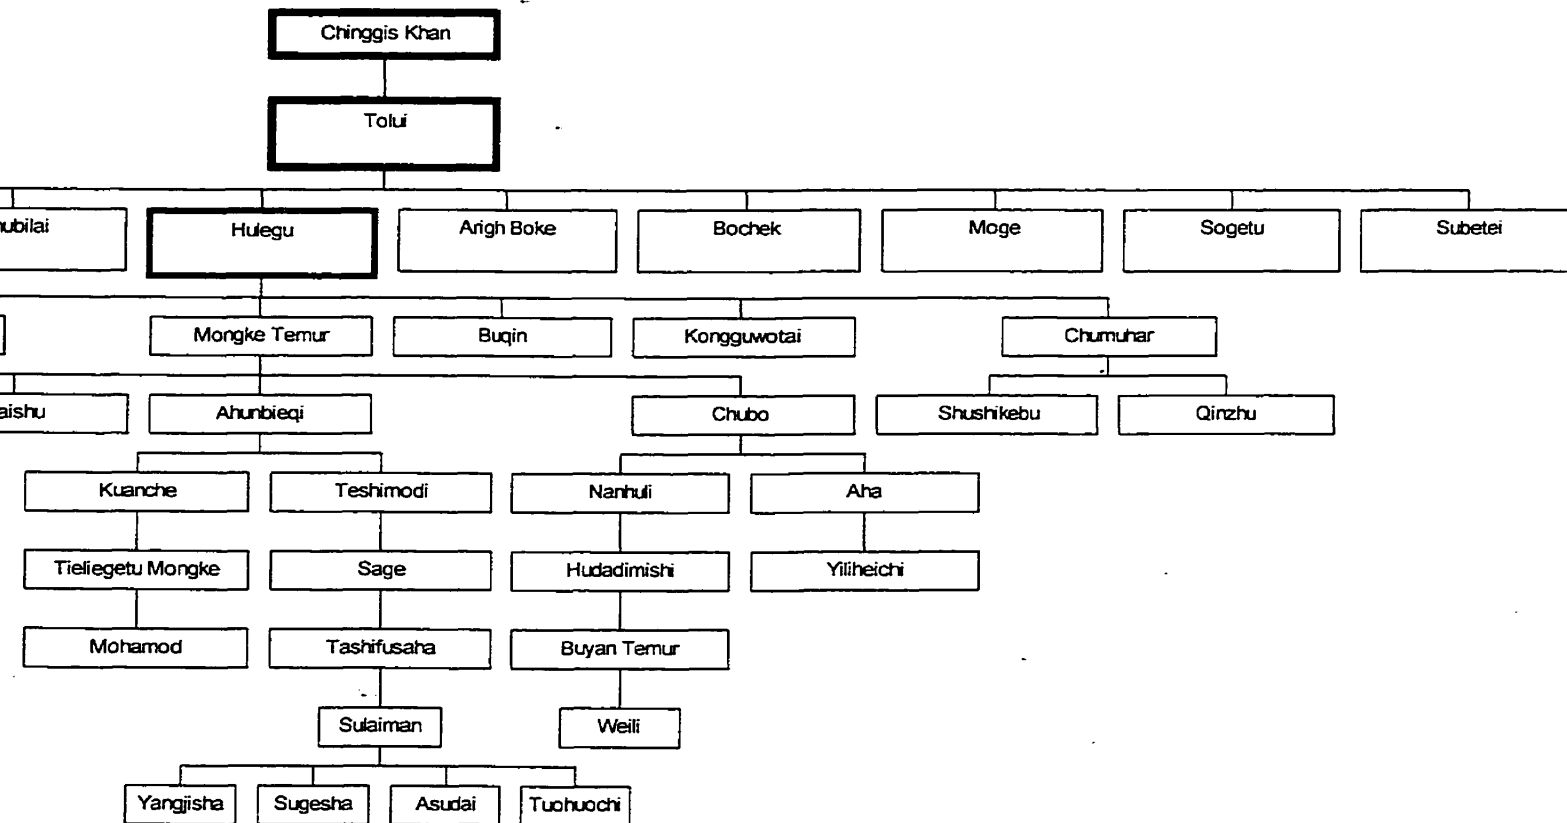 Chinggis Khan
Tolui
hubilai
Hulegu
Arigh Boke
Bochek
Moge
Sogetu
Subetei
Mongke Temur
Buqin
Kongguwotai
Chumuhar
aishu
Ahunbieqi
Chubo
Shushikebu
Qinzhu
Kuanche
Teshimodi
Nanhuli
Aha
Tieliegetu Mongke
Sage
Hudadimishi
Yiliheichi
Mohamod
Tashifusaha
Buyan Temur
Sulaiman
Weili
Yangjisha
Sugesha
Asudai
Tuohuochi